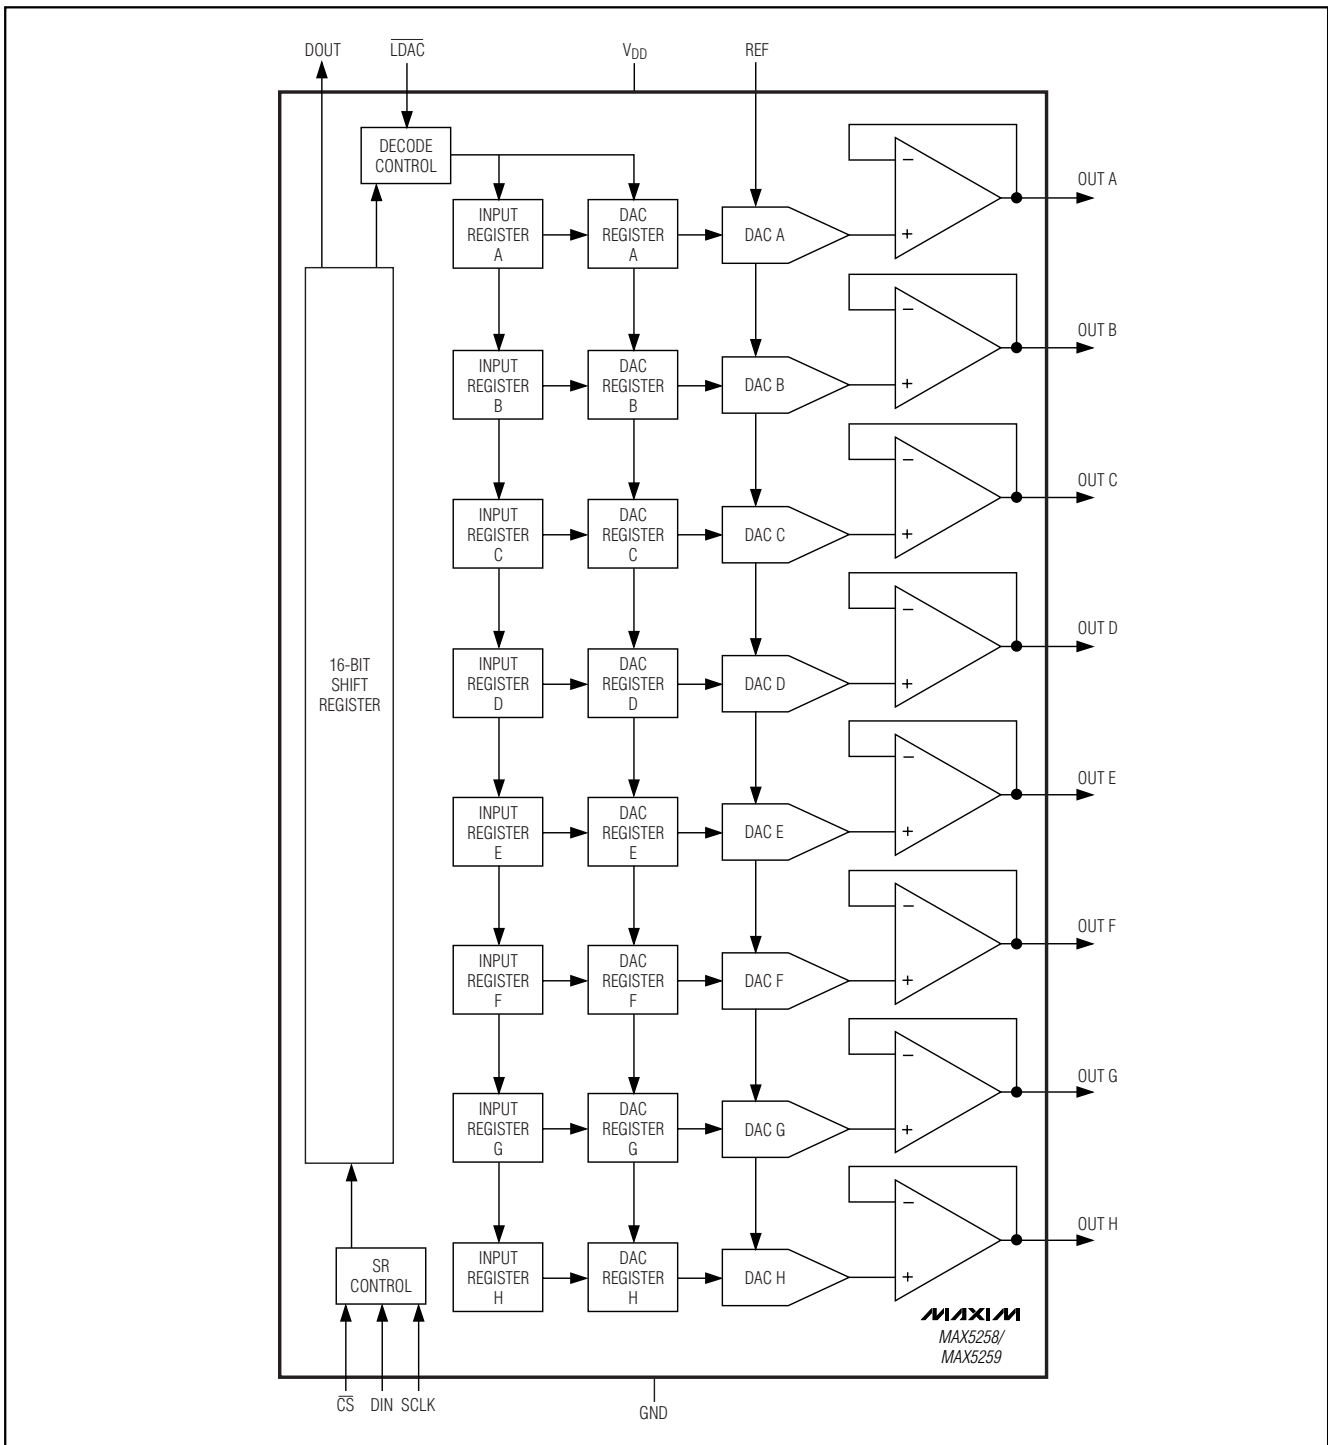 DOUT
LDAC
VDD
REF
DECODE
CONTROL
INPUT
REGISTER
A
DAC
REGISTER
A
DAC A
−
+
OUT A
INPUT
REGISTER
B
DAC
REGISTER
B
DAC B
−
+
OUT B
INPUT
REGISTER
C
DAC
REGISTER
C
DAC C
−
+
OUT C
16-BIT
SHIFT
REGISTER
INPUT
REGISTER
D
DAC
REGISTER
D
DAC D
−
+
OUT D
INPUT
REGISTER
E
DAC
REGISTER
E
DAC E
−
+
OUT E
INPUT
REGISTER
F
DAC
REGISTER
F
DAC F
−
+
OUT F
INPUT
REGISTER
G
DAC
REGISTER
G
DAC G
−
+
OUT G
SR
CONTROL
INPUT
REGISTER
H
DAC
REGISTER
H
DAC H
−
+
OUT H
MAXIM
MAX5258/
MAX5259
CS
DIN
SCLK
GND